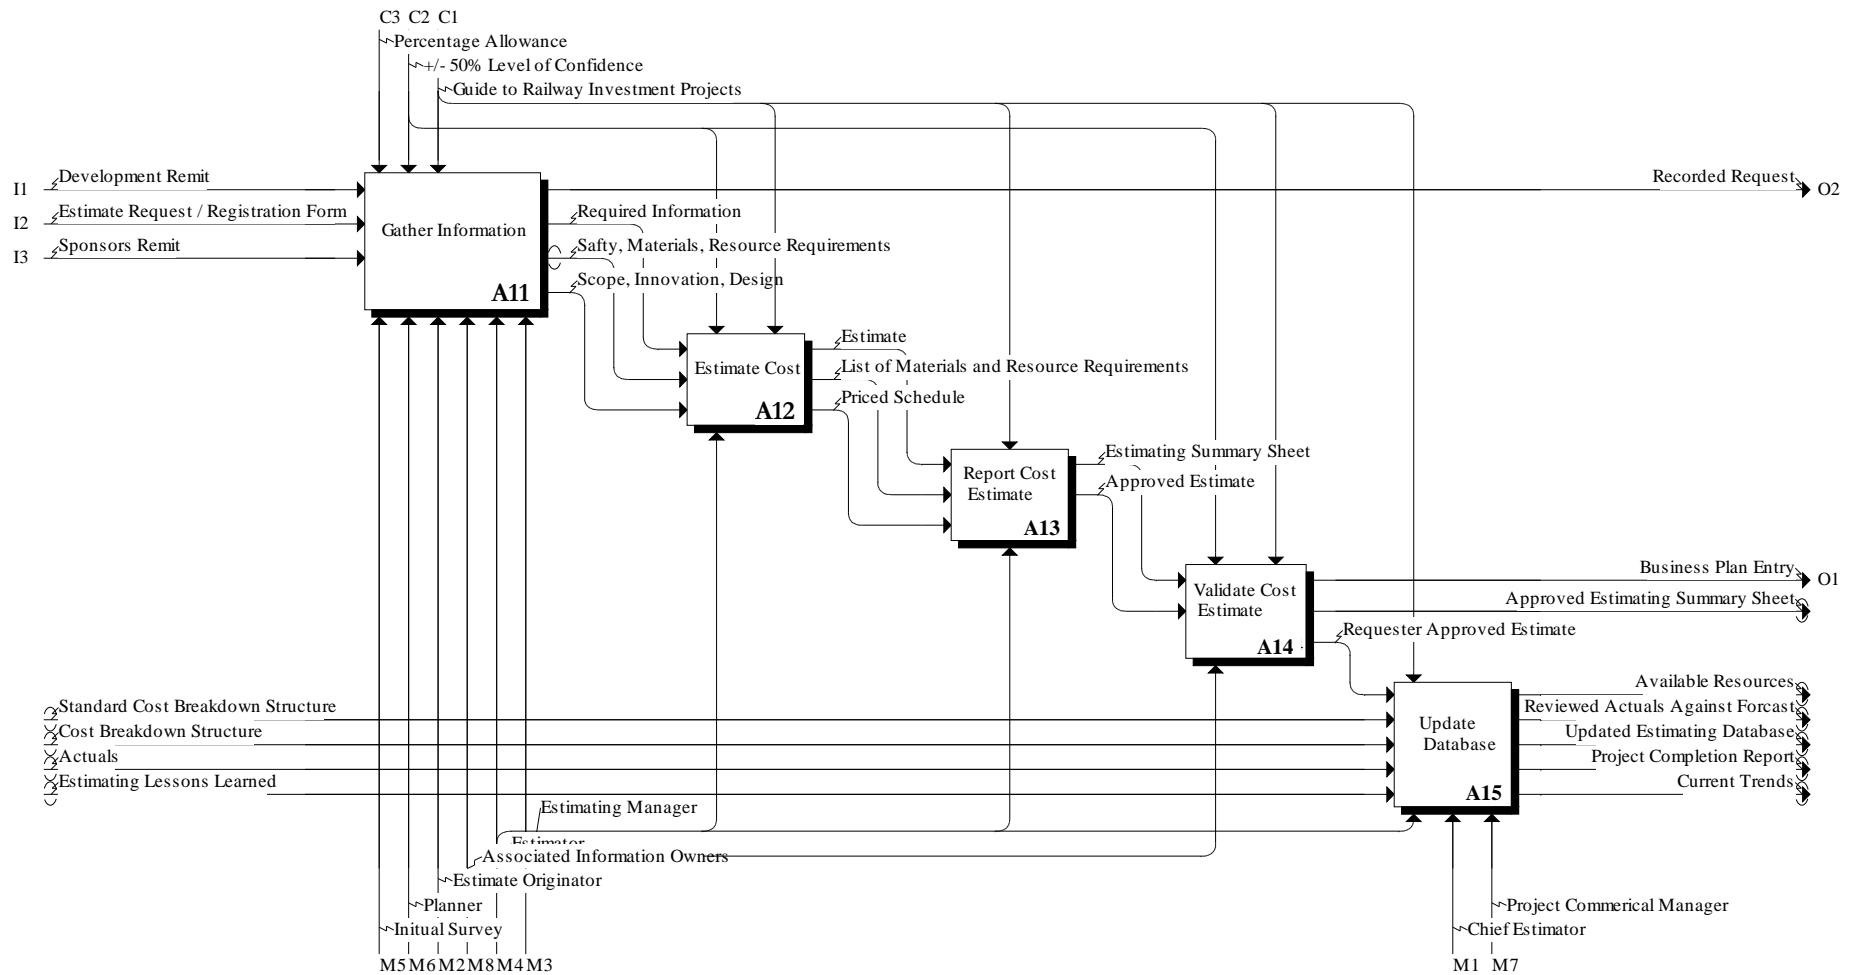 C3 C2 C1
Percentage Allowance
+/- 50% Level of Confidence
Guide to Railway Investment Projects
I1 Development Remit
Recorded Request O2
I2 Estimate Request / Registration Form
Required Information
Gather Information
I3 Sponsors Remit
Safty, Materials, Resource Requirements
Scope, Innovation, Design
A11
Estimate
Estimate Cost
List of Materials and Resource Requirements
Priced Schedule
A12
Estimating Summary Sheet
Report Cost
Estimate
Approved Estimate
A13
Business Plan Entry O1
Validate Cost
Estimate
Approved Estimating Summary Sheet
Requester Approved Estimate
A14
Available Resources
Standard Cost Breakdown Structure
Reviewed Actuals Against Forcast
Update
Database
Cost Breakdown Structure
Updated Estimating Database
Actuals
Project Completion Report
Estimating Lessons Learned
Current Trends
A15
Estimating Manager
Estimator
Associated Information Owners
Estimate Originator
Planner
Project Commerical Manager
Initual Survey
Chief Estimator
M5 M6 M2 M8 M4 M3
M1 M7